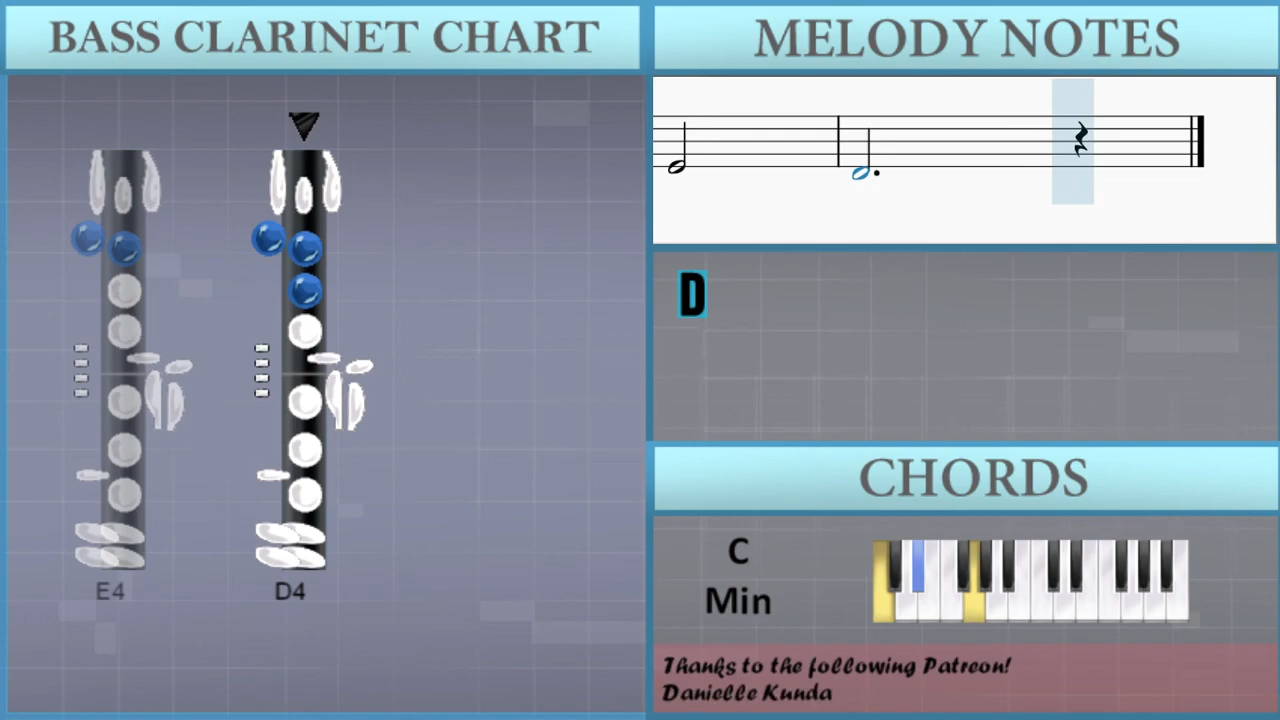 BASS CLARINET CHART
MELODY NOTES
D
CHORDS
C
Min
E4
D4
Thanks to the following Patreon!
Danielle Kunda